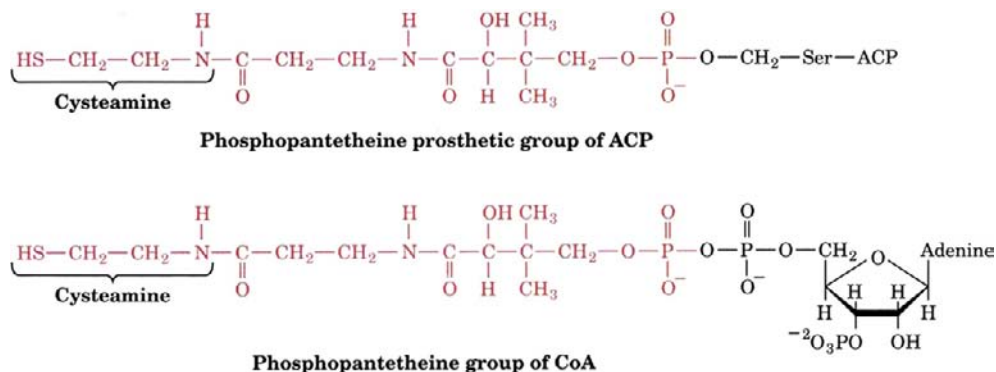 H H OH CH₃ O
HS—CH₂—CH₂—N—C—CH₂—CH₂—N—C—C—C—CH₂—O—P—O—CH₂—Ser—ACP
O O H CH₃ O⁻
Cysteamine
Phosphopantetheine prosthetic group of ACP
H H OH CH₃ O O
HS—CH₂—CH₂—N—C—CH₂—CH₂—N—C—C—C—CH₂—O—P—O—P—O—CH₂ O Adenine
O O H CH₃ O⁻ O⁻ H H H H
Cysteamine
⁻²O₃PO OH
Phosphopantetheine group of CoA